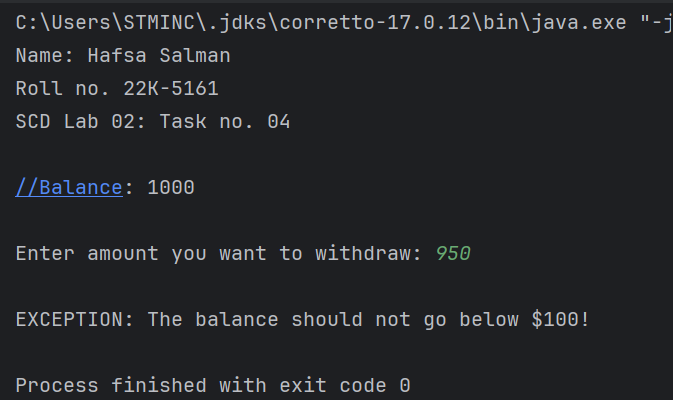 C:\Users\STMINC\.jdks\corretto-17.0.12\bin\java.exe "-j
Name: Hafsa Salman
Roll no. 22K-5161
SCD Lab 02: Task no. 04
//Balance: 1000
Enter amount you want to withdraw: 950
EXCEPTION: The balance should not go below $100!
Process finished with exit code 0